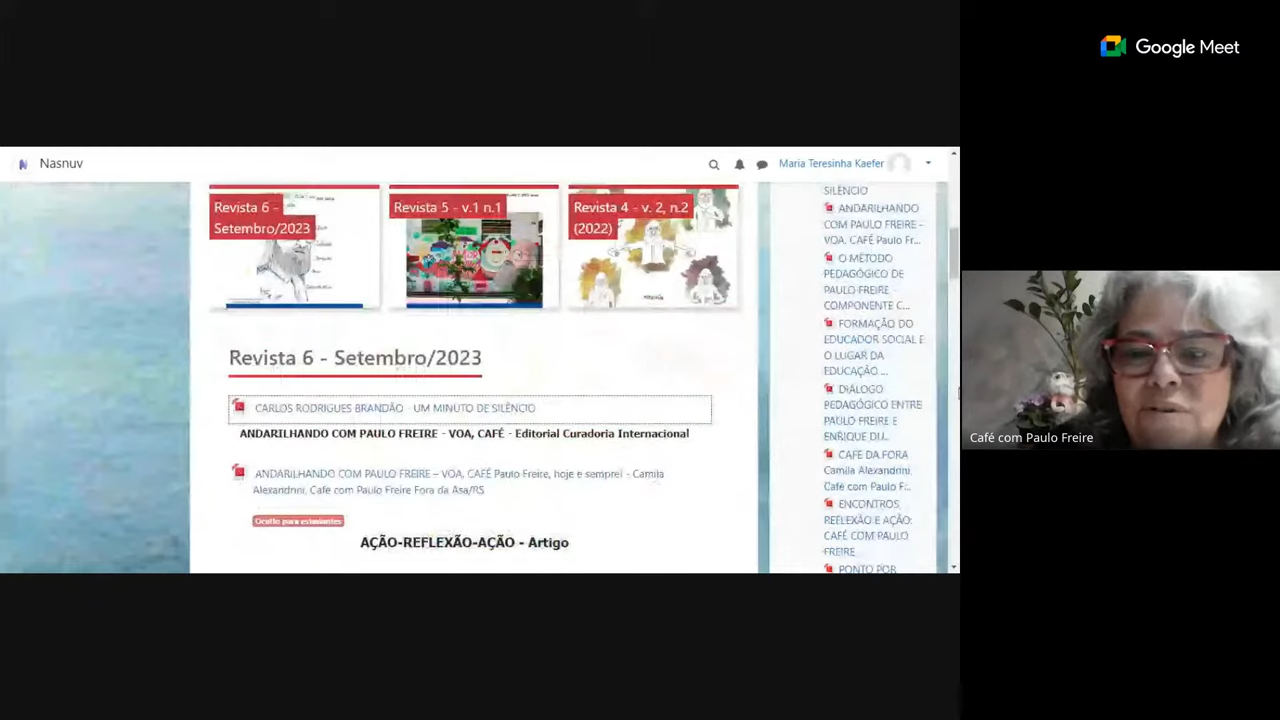 Google Meet
Nasnuv
Maria Teresinha Kaefer
Revista 6 -
Setembro/2023
Revista 5 - v.1 n.1
Revista 4 - v. 2, n.2
(2022)
Revista 6 - Setembro/2023
CARLOS RODRIGUES BRANDÃO - UM MINUTO DE SILÊNCIO
ANDARILHANDO COM PAULO FREIRE - VOA, CAFÉ - Editorial Curadoria Internacional
ANDARILHANDO COM PAULO FREIRE – VOA, CAFÉ Paulo Freire, hoje e sempre! - Camila
Alexandrini, Café com Paulo Freire Fora da Asa/RS
Oculto para estudantes
AÇÃO-REFLEXÃO-AÇÃO - Artigo
SILÊNCIO
ANDARILHANDO
COM PAULO FREIRE -
VOA, CAFÉ Paulo Fr...
O MÉTODO
PEDAGÓGICO DE
PAULO FREIRE -
COMPONENTE C...
FORMAÇÃO DO
EDUCADOR SOCIAL E
O LUGAR DA
EDUCAÇÃO ...
DIÁLOGO
PEDAGÓGICO ENTRE
PAULO FREIRE E
ENRIQUE DU...
CAFÉ DA FORA
Camila Alexandrini,
Café com Paulo F...
ENCONTROS
REFLEXÃO E AÇÃO:
CAFÉ COM PAULO
FREIRE
PONTO POR
Café com Paulo Freire